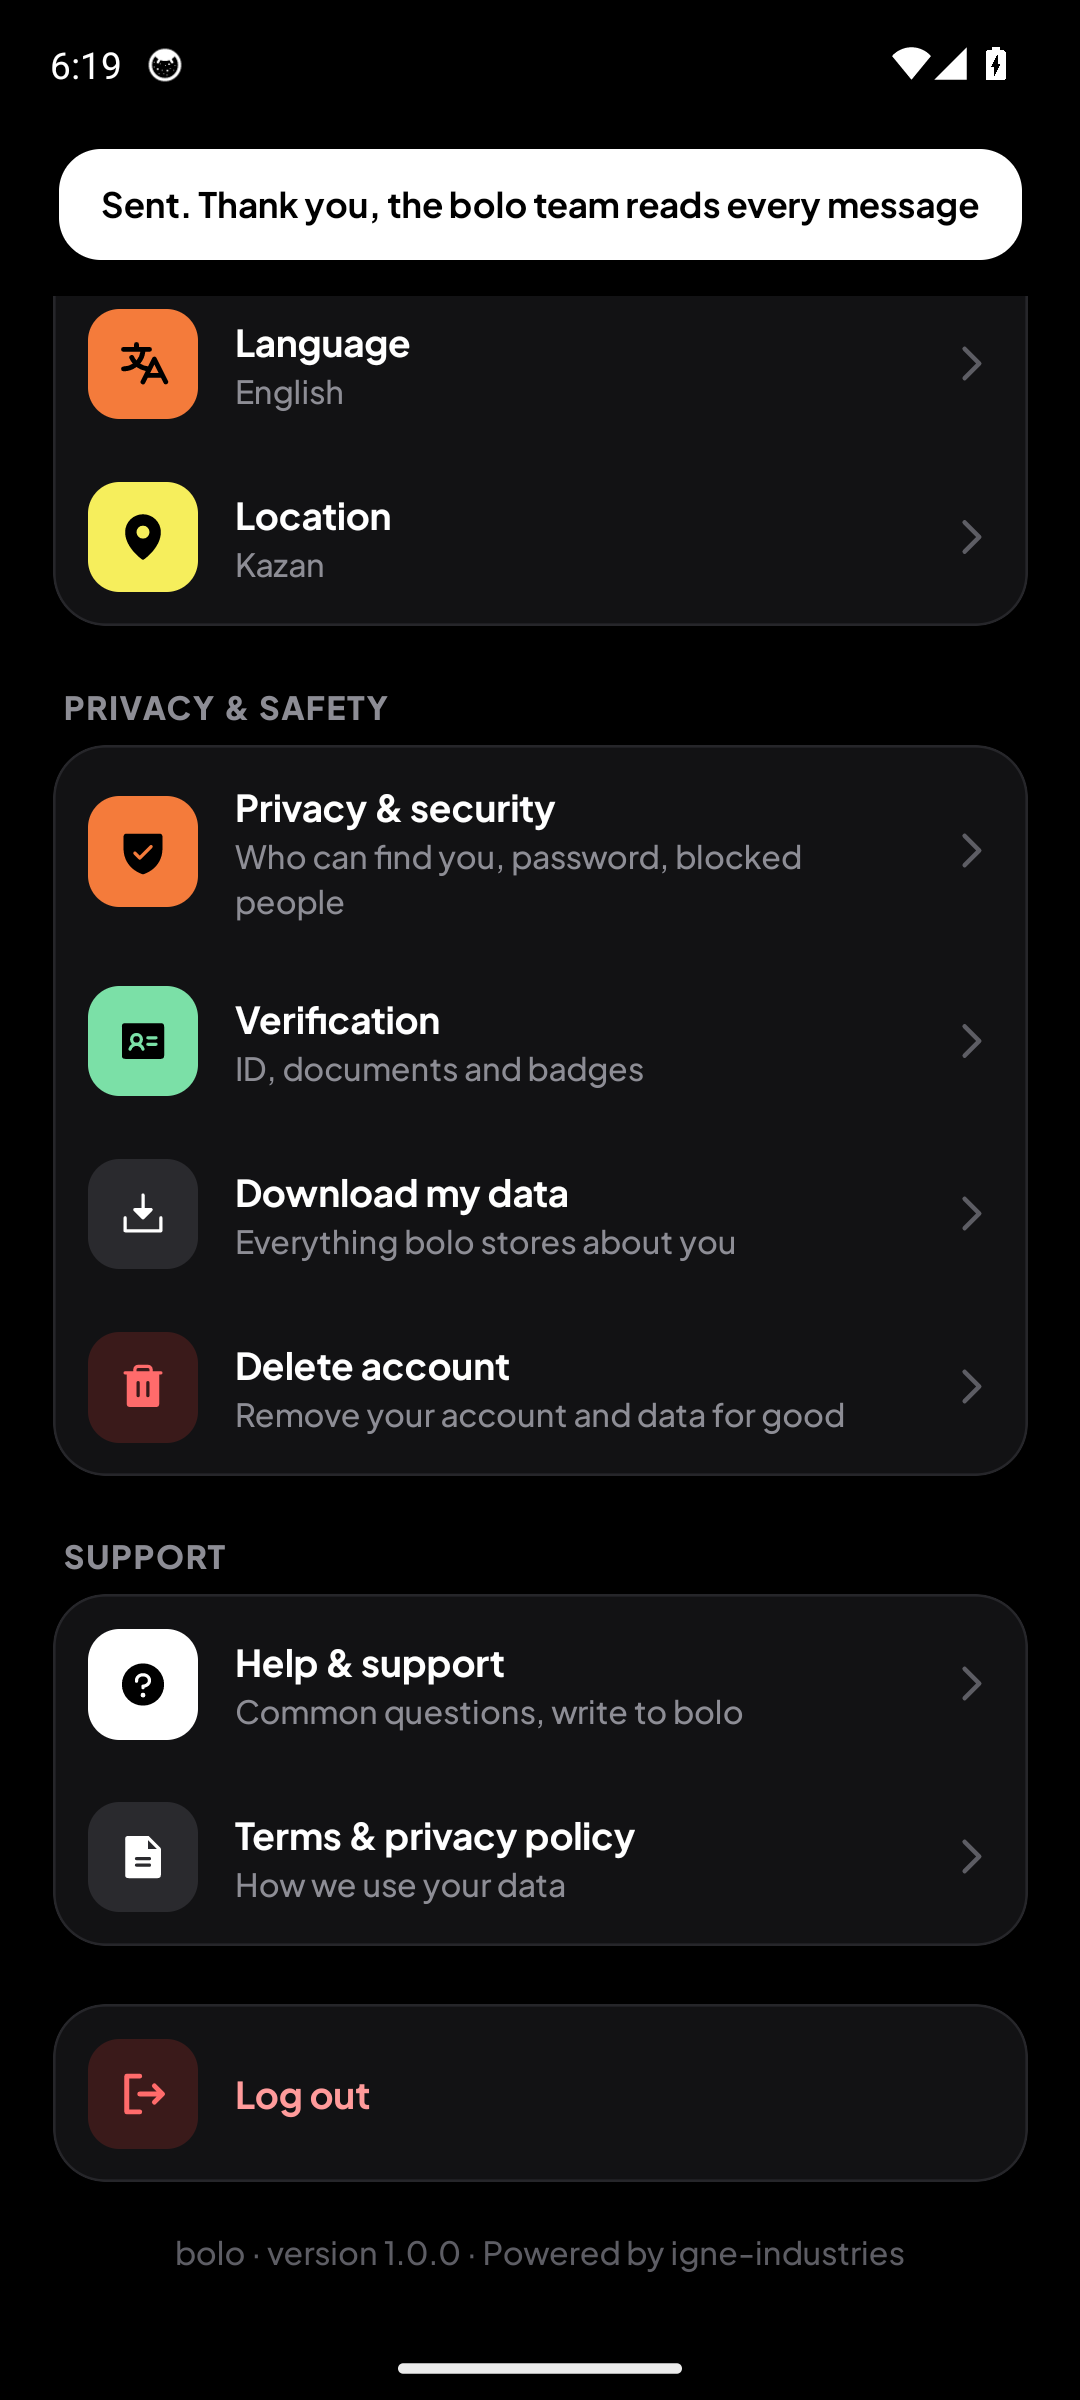 6:19
Sent. Thank you, the bolo team reads every message
Language
English
Location
Kazan
PRIVACY & SAFETY
Privacy & security
Who can find you, password, blocked
people
Verification
ID, documents and badges
Download my data
Everything bolo stores about you
Delete account
Remove your account and data for good
SUPPORT
Help & support
Common questions, write to bolo
Terms & privacy policy
How we use your data
Log out
bolo · version 1.0.0 · Powered by igne-industries